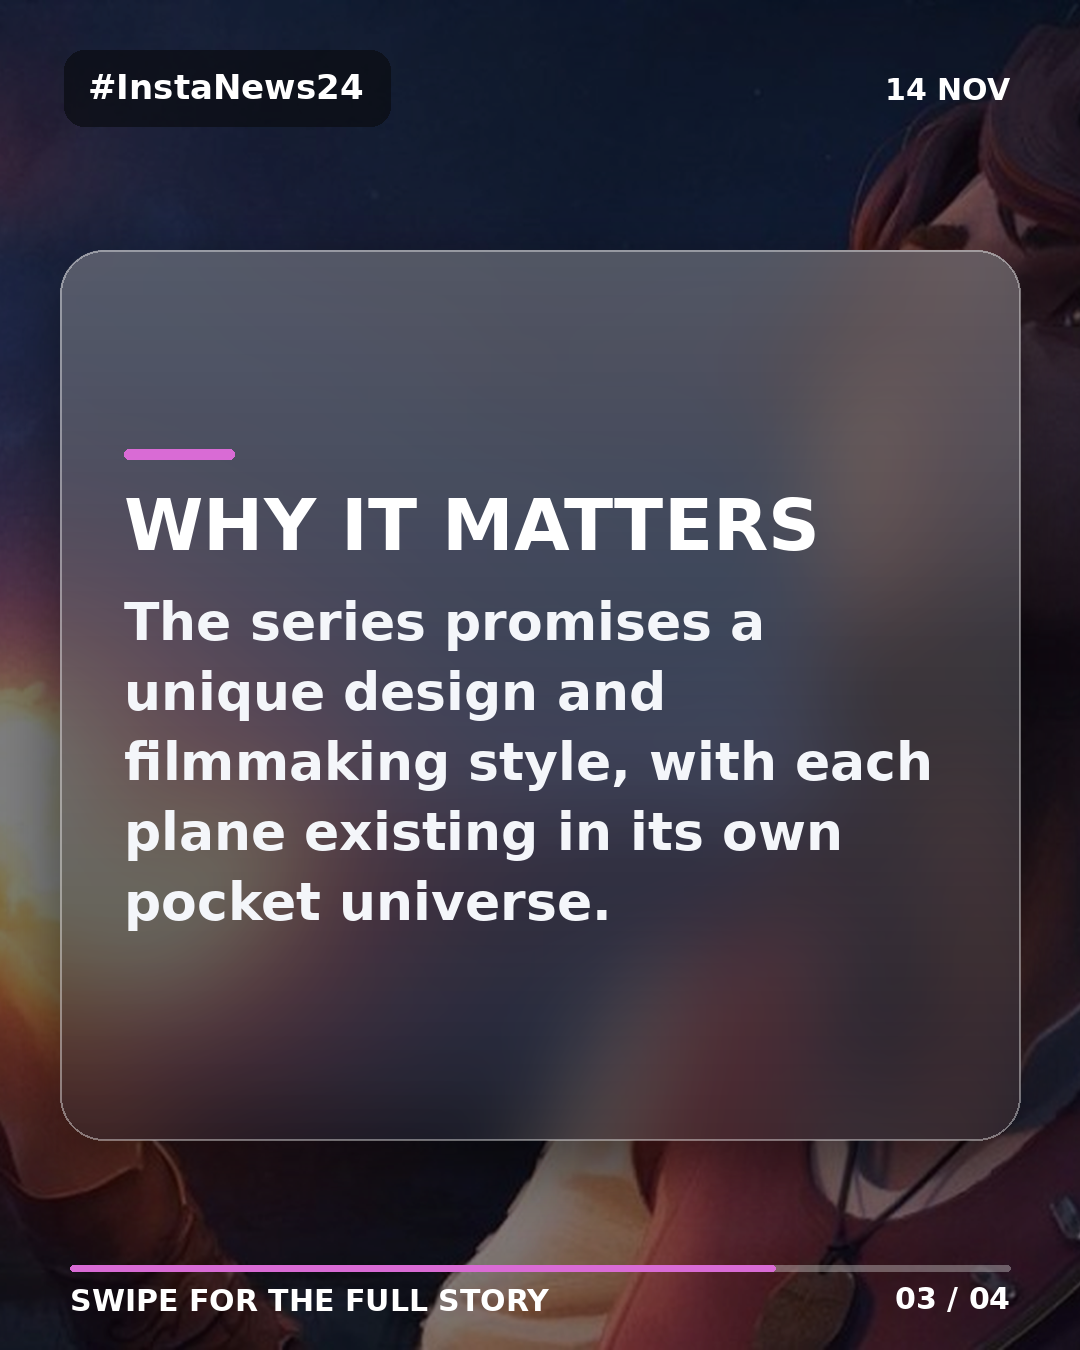 #InstaNews24
14 NOV
WHY IT MATTERS
The series promises a
unique design and
filmmaking style, with each
plane existing in its own
pocket universe.
SWIPE FOR THE FULL STORY
03 / 04